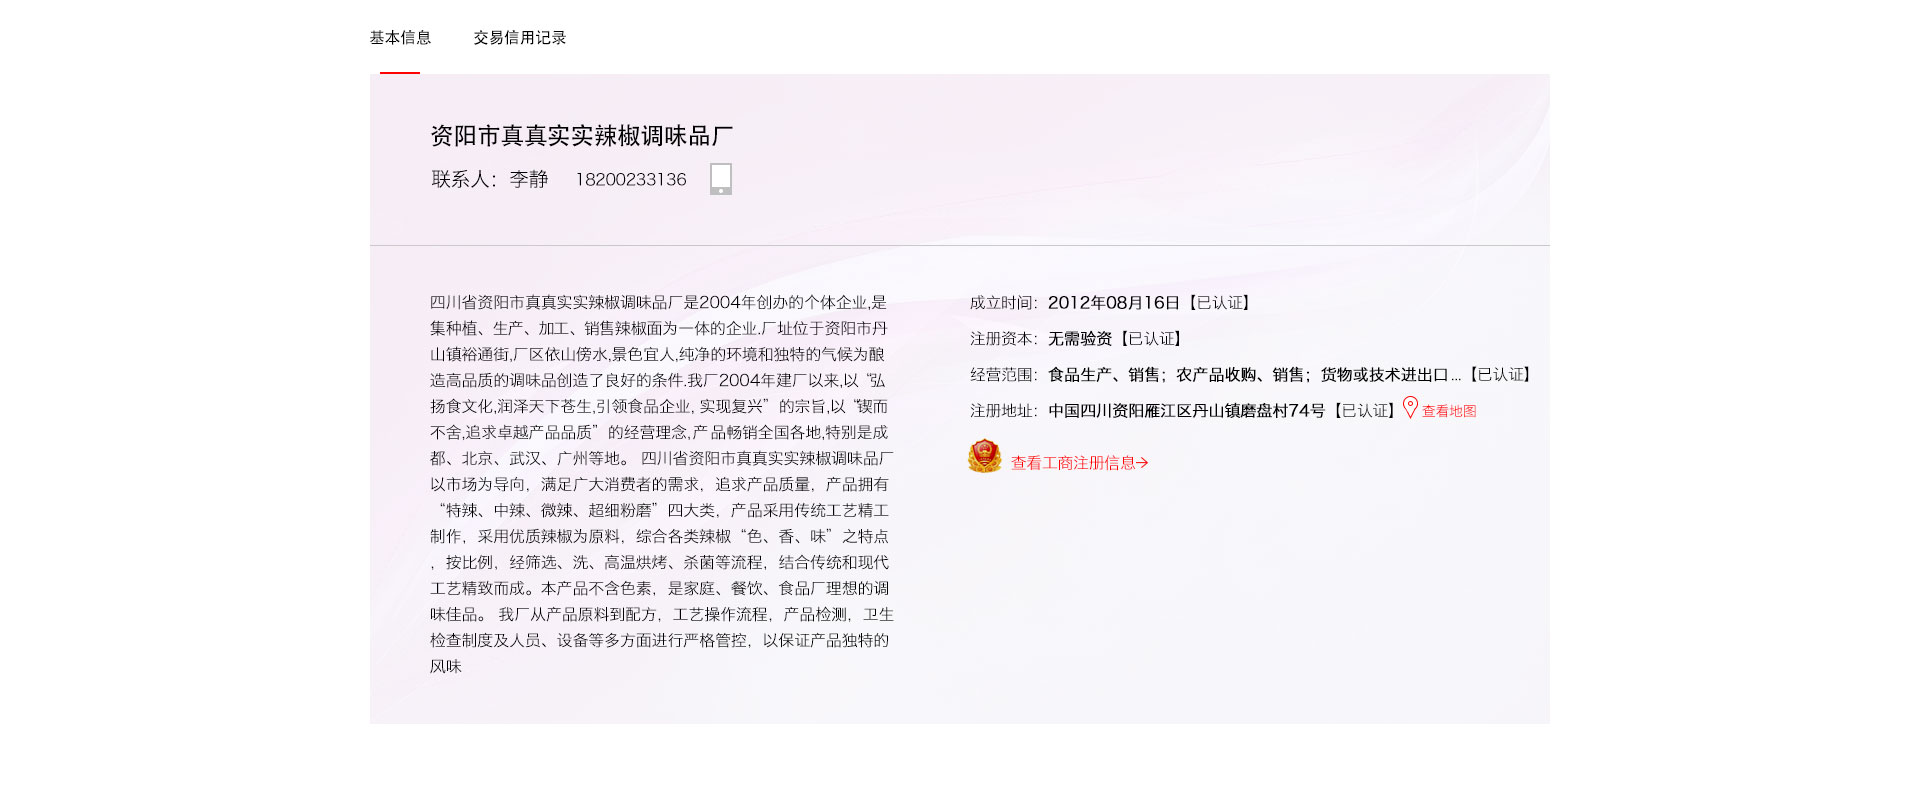 基本信息
交易信用记录
资阳市真真实实辣椒调味品厂
联系人：李静 18200233136
四川省资阳市真真实实辣椒调味品厂是2004年创办的个体企业,是
集种植、生产、加工、销售辣椒面为一体的企业.厂址位于资阳市丹
山镇裕通街,厂区依山傍水,景色宜人,纯净的环境和独特的气候为酿
造高品质的调味品创造了良好的条件.我厂2004年建厂以来,以“弘
扬食文化,润泽天下苍生,引领食品企业, 实现复兴”的宗旨,以“锲而
不舍,追求卓越产品品质”的经营理念,产品畅销全国各地,特别是成
都、北京、武汉、广州等地。 四川省资阳市真真实实辣椒调味品厂
以市场为导向，满足广大消费者的需求，追求产品质量，产品拥有
“特辣、中辣、微辣、超细粉磨”四大类，产品采用传统工艺精工
制作，采用优质辣椒为原料，综合各类辣椒“色、香、味”之特点
，按比例，经筛选、洗、高温烘烤、杀菌等流程，结合传统和现代
工艺精致而成。本产品不含色素，是家庭、餐饮、食品厂理想的调
味佳品。 我厂从产品原料到配方，工艺操作流程，产品检测，卫生
检查制度及人员、设备等多方面进行严格管控，以保证产品独特的
风味
成立时间：2012年08月16日【已认证】
注册资本：无需验资【已认证】
经营范围：食品生产、销售；农产品收购、销售；货物或技术进出口...【已认证】
注册地址：中国四川资阳雁江区丹山镇磨盘村74号【已认证】查看地图
查看工商注册信息→